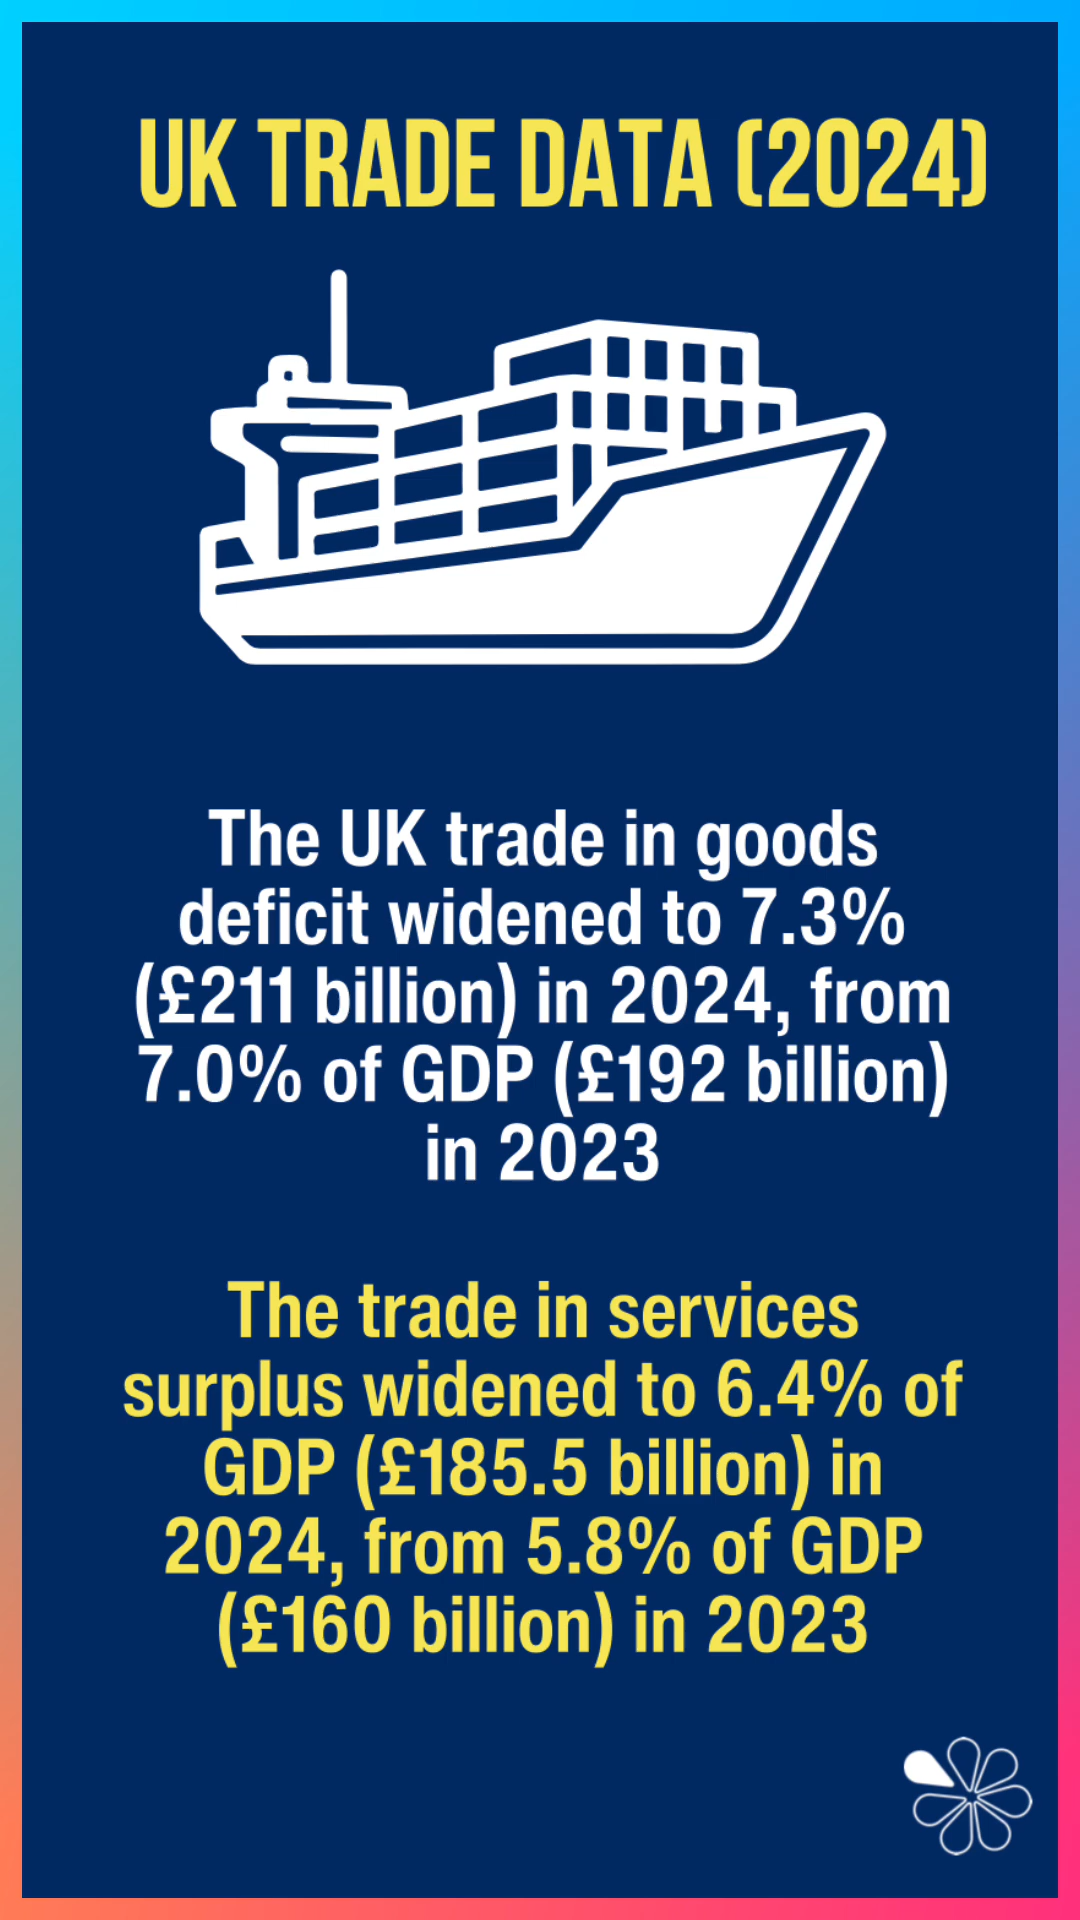 UK TRADE DATA (2024)
The UK trade in goods
deficit widened to 7.3%
(£211 billion) in 2024, from
7.0% of GDP (£192 billion)
in 2023
The trade in services
surplus widened to 6.4% of
GDP (£185.5 billion) in
2024, from 5.8% of GDP
(£160 billion) in 2023